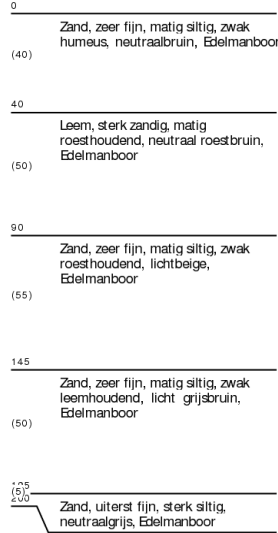 0
Zand, zeer fijn, matig siltig, zwak
humeus, neutraalbruin, Edelmanboor
(40)
40
Leem, sterk zandig, matig
roesthoudend, neutraal roestbruin,
Edelmanboor
(50)
90
Zand, zeer fijn, matig siltig, zwak
roesthoudend, lichtbeige,
Edelmanboor
(55)
145
Zand, zeer fijn, matig siltig, zwak
leemhoudend, licht grijsbruin,
Edelmanboor
(50)
195
(5)
200
Zand, uiterst fijn, sterk siltig,
neutraalgrijs, Edelmanboor